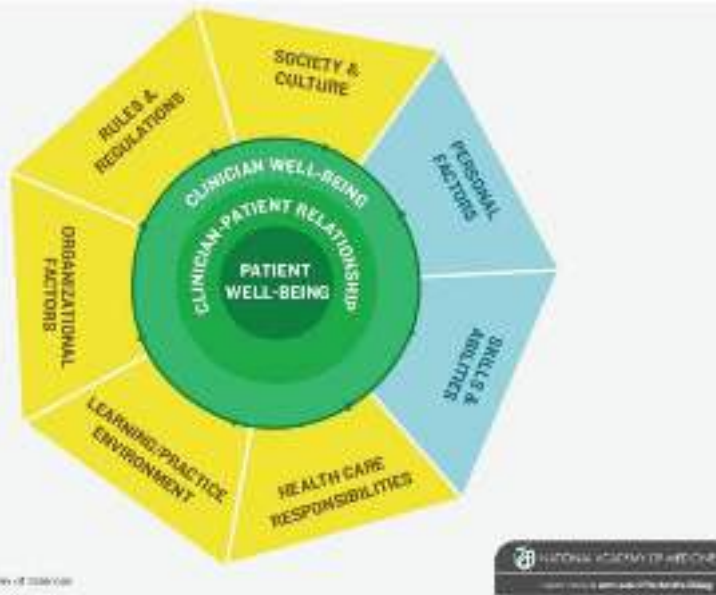 SOCIETY &
CULTURE
RULES &
REGULATIONS
PERSONAL
FACTORS
CLINICIAN WELL-BEING
CLINICIAN-PATIENT RELATIONSHIP
PATIENT
WELL-BEING
ORGANIZATIONAL
FACTORS
SKILLS &
ABILITIES
LEARNING/PRACTICE
ENVIRONMENT
HEALTH CARE
RESPONSIBILITIES
NATIONAL ACADEMY OF MEDICINE